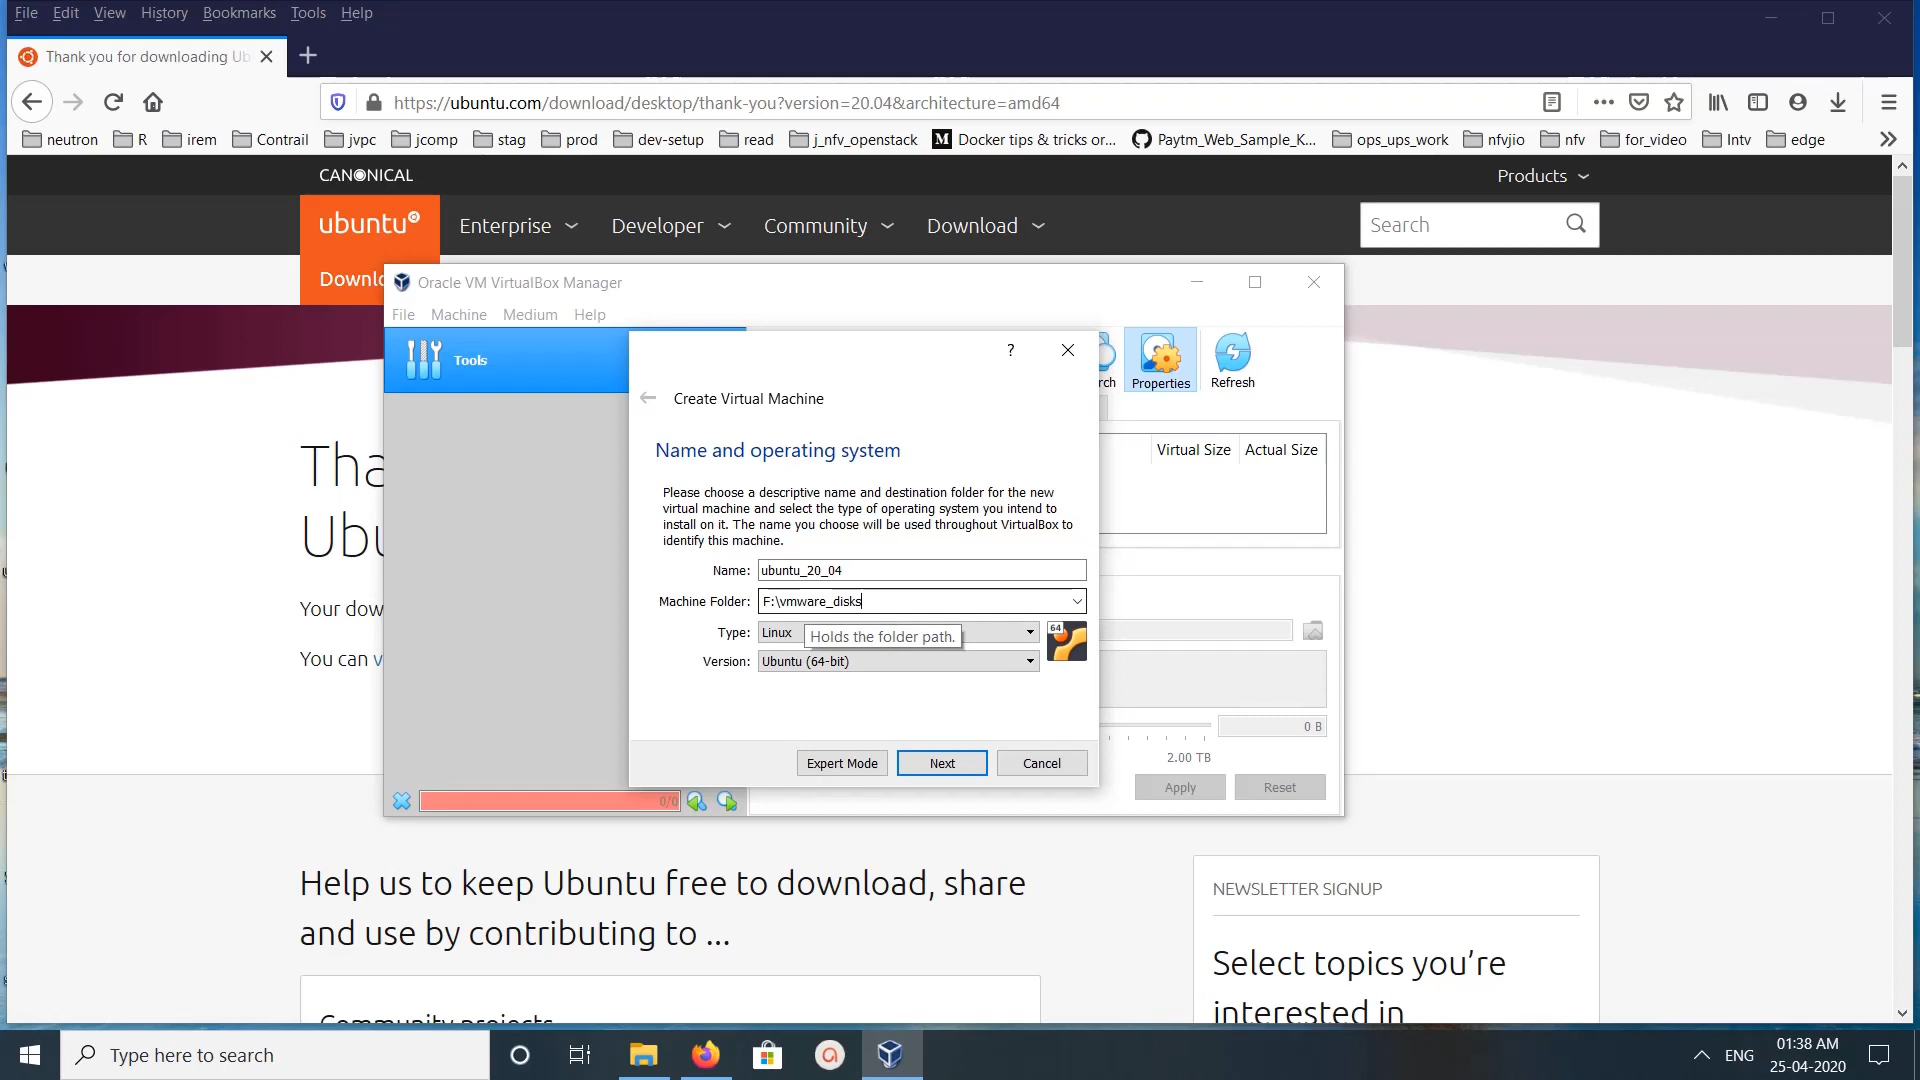 File Edit View History Bookmarks Tools Help
Thank you for downloading Ub
https://ubuntu.com/download/desktop/thank-you?version=20.04&architecture=amd64
neutron R irem Contrail jvpc jcomp stag prod dev-setup read j_nfv_openstack Docker tips & tricks or... Paytm_Web_Sample_K... ops_ups_work nfvjio nfv for_video Intv edge
CANONICAL
Products
ubuntu
Enterprise Developer Community Download
Search
Downlo
Oracle VM VirtualBox Manager
File Machine Medium Help
Tools
rch Properties Refresh
?
Create Virtual Machine
Name and operating system
Virtual Size Actual Size
Please choose a descriptive name and destination folder for the new
virtual machine and select the type of operating system you intend to
install on it. The name you choose will be used throughout VirtualBox to
identify this machine.
Name: ubuntu_20_04
Machine Folder: F:\vmware_disks
Type: Linux
64
Holds the folder path.
Version: Ubuntu (64-bit)
0 B
2.00 TB
Expert Mode Next Cancel
Apply Reset
0/0
Tha
Ubu
Your dow
You can v
Help us to keep Ubuntu free to download, share
and use by contributing to ...
Community projects
NEWSLETTER SIGNUP
Select topics you’re
interested in
Type here to search
ENG
01:38 AM
25-04-2020